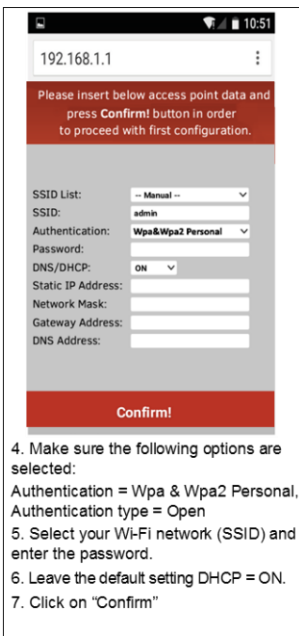 10:51
192.168.1.1
Please insert below access point data and
press Confirm! button in order
to proceed with first configuration.
SSID List: -- Manual --
SSID: admin
Authentication: Wpa&Wpa2 Personal
Password:
DNS/DHCP: ON
Static IP Address:
Network Mask:
Gateway Address:
DNS Address:
Confirm!
4. Make sure the following options are
selected:
Authentication = Wpa & Wpa2 Personal,
Authentication type = Open
5. Select your Wi-Fi network (SSID) and
enter the password.
6. Leave the default setting DHCP = ON.
7. Click on “Confirm”